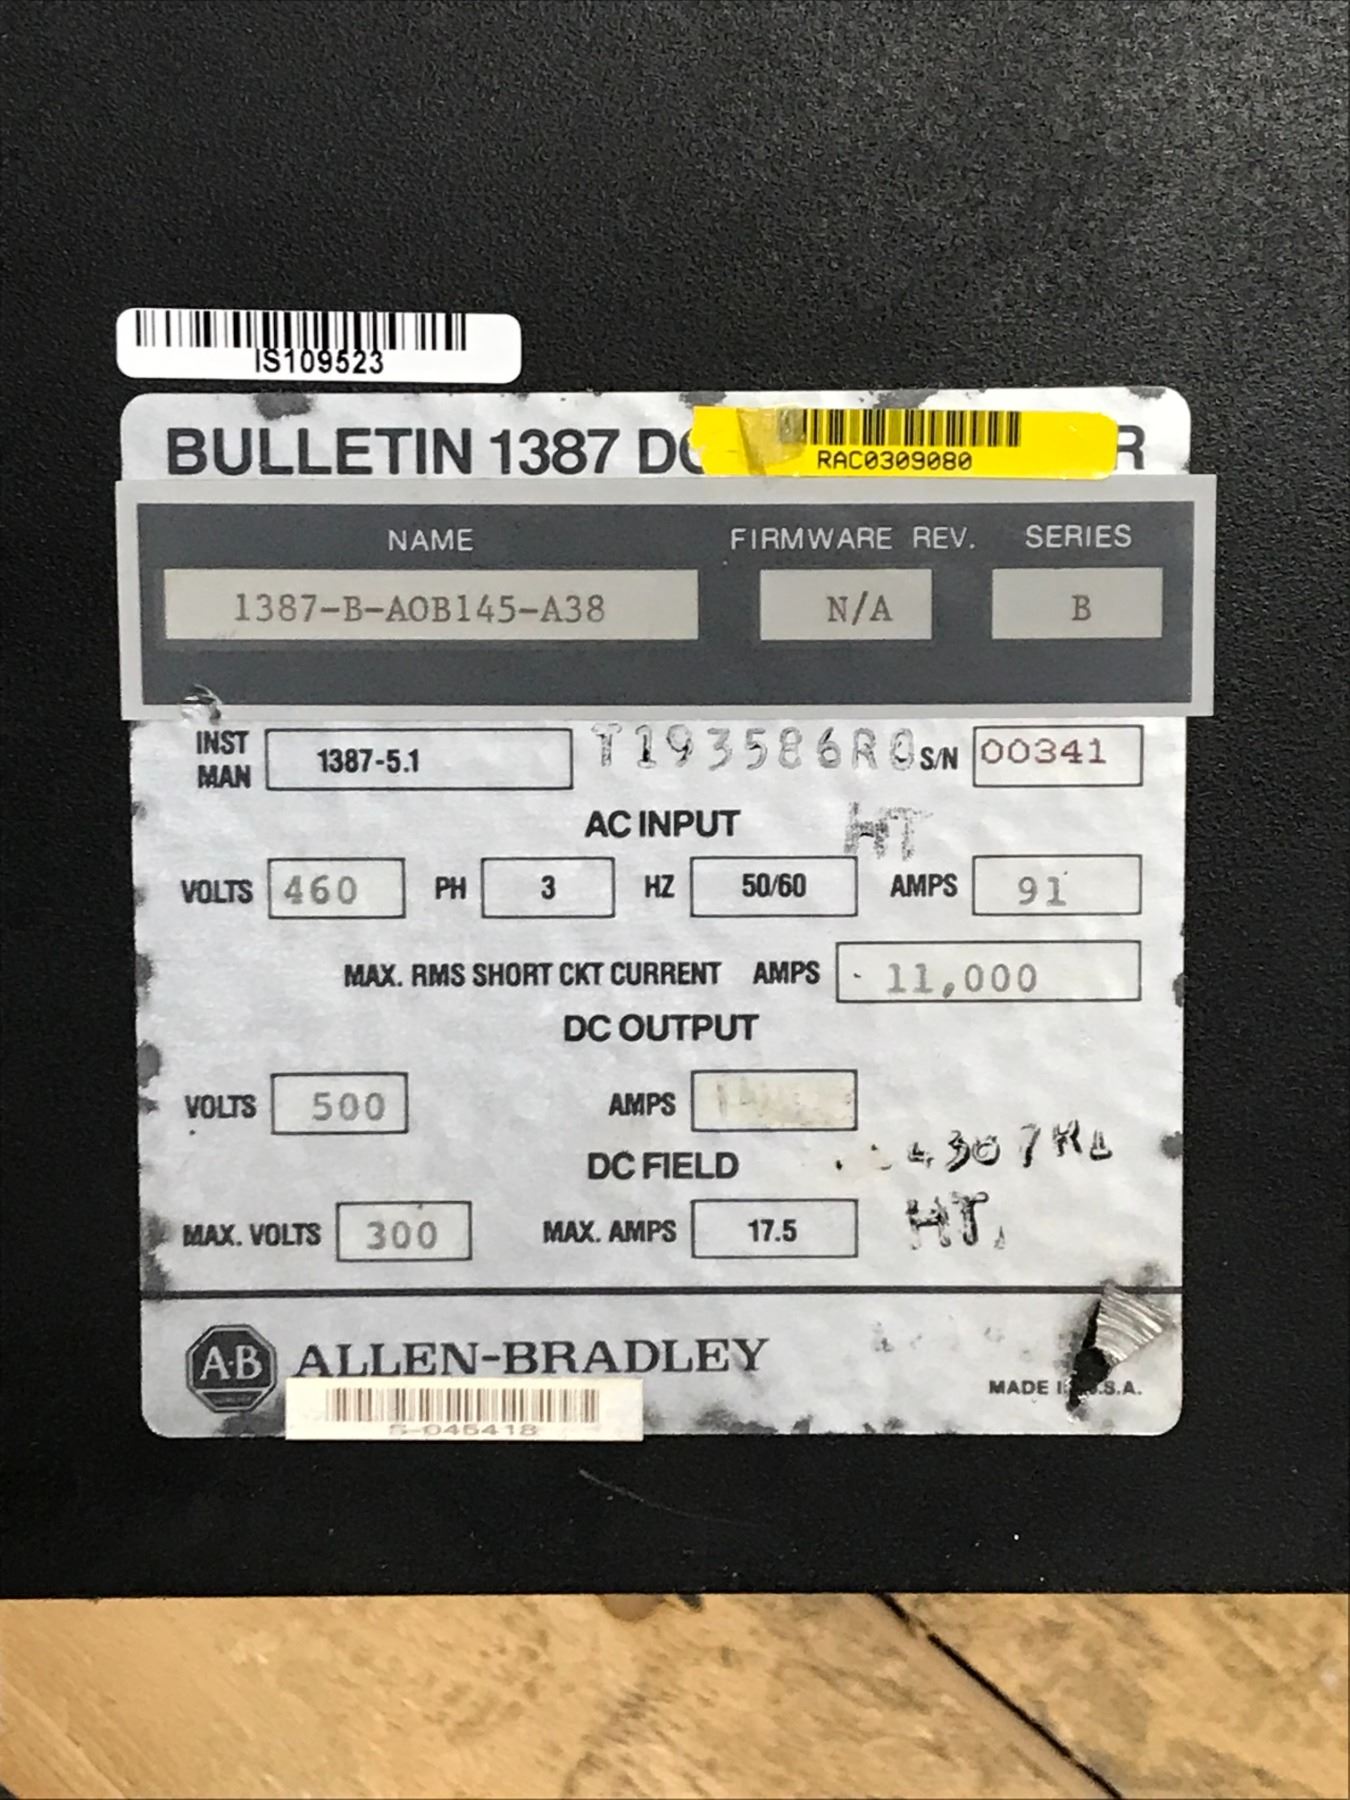 IS109523
BULLETIN 1387 DC R
RAC0309080
NAME FIRMWARE REV. SERIES
1387-B-AOB145-A38 N/A B
INST MAN 1387-5.1 T193586R0 S/N 00341
AC INPUT HT
VOLTS 460 PH 3 HZ 50/60 AMPS 91
MAX. RMS SHORT CKT CURRENT AMPS 11,000
DC OUTPUT
VOLTS 500 AMPS
DC FIELD
MAX. VOLTS 300 MAX. AMPS 17.5 HT
A-B ALLEN-BRADLEY
MADE IN U.S.A.
S-045418